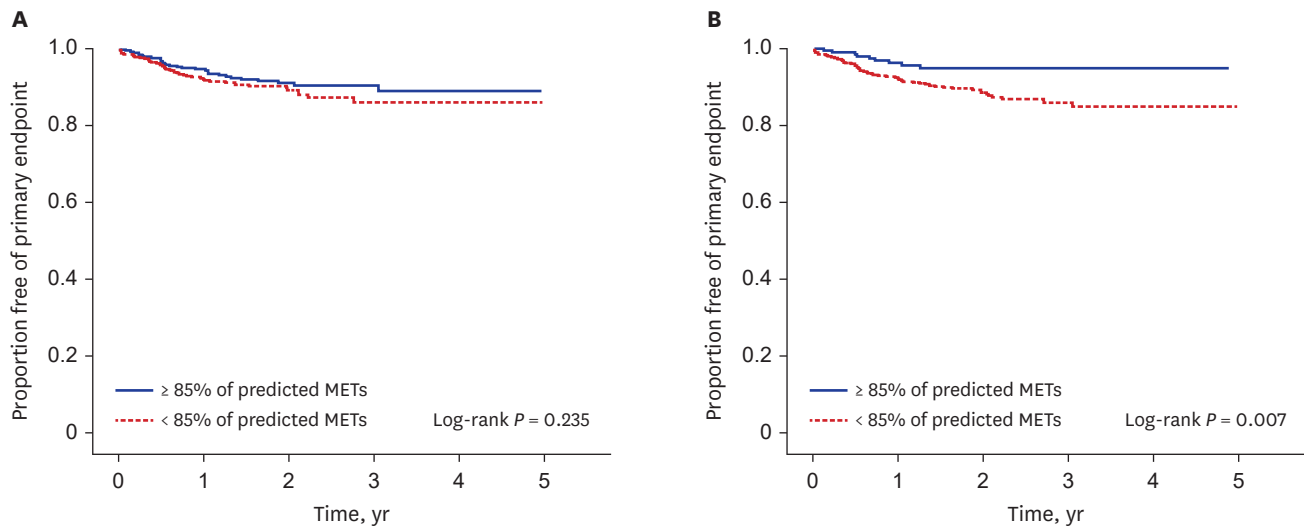 A
Proportion free of primary endpoint
1.0
0.8
0.6
0.4
0.2
0
≥ 85% of predicted METs
< 85% of predicted METs
Log-rank P = 0.235
0 1 2 3 4 5
Time, yr
B
Proportion free of primary endpoint
1.0
0.8
0.6
0.4
0.2
0
≥ 85% of predicted METs
< 85% of predicted METs
Log-rank P = 0.007
0 1 2 3 4 5
Time, yr